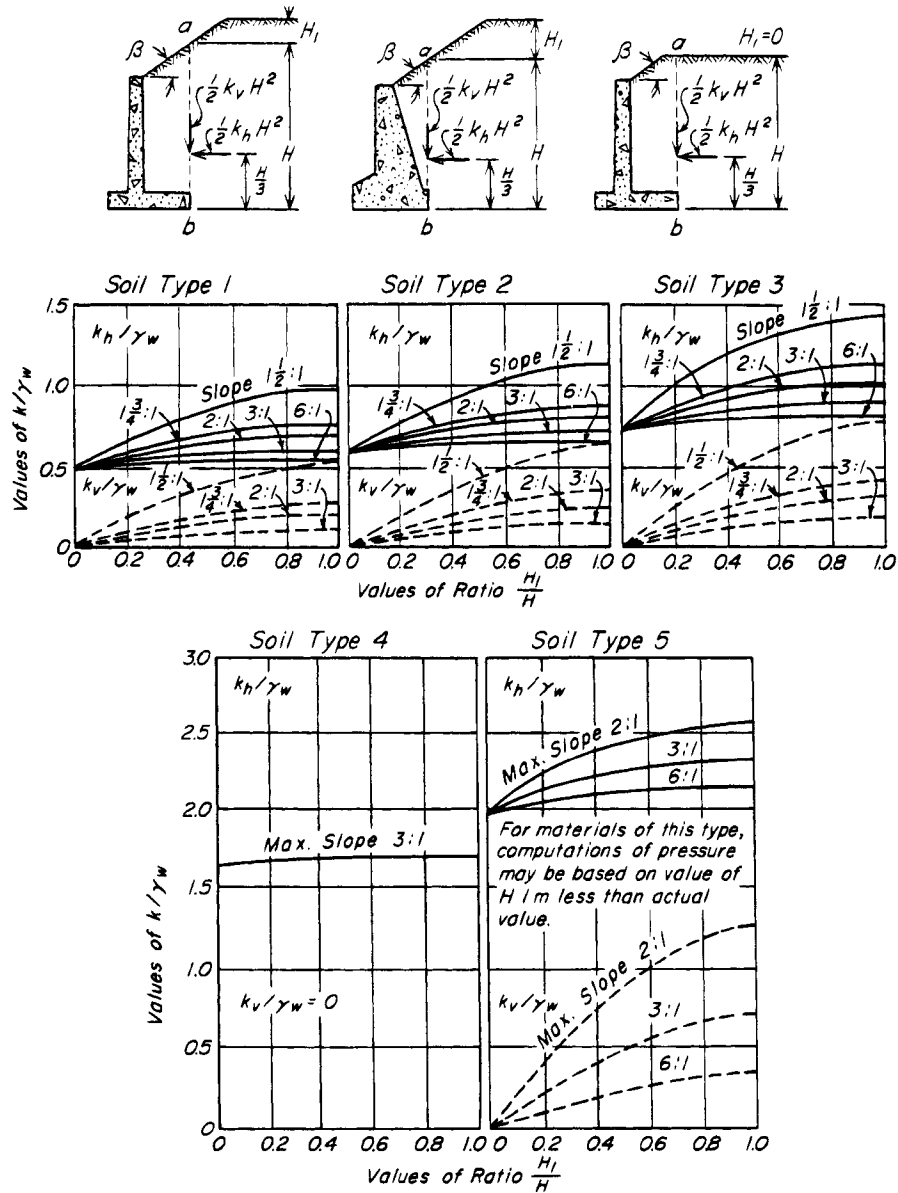 a
H₁
β
½ kᵥ H²
½ kₕ H²
H
H/3
b
a
H₁
β
½ kᵥ H²
½ kₕ H²
H
H/3
b
a
H₁=0
β
½ kᵥ H²
½ kₕ H²
H
H/3
b
Soil Type 1
Soil Type 2
Soil Type 3
Values of k/γw
1.5
1.0
0.5
0
kₕ/γw
Slope 1½:1
1¾:1
2:1
3:1
6:1
kᵥ/γw
1½:1
1¾:1
2:1
3:1
0 0.2 0.4 0.6 0.8 1.0
kₕ/γw
Slope 1½:1
1¾:1
2:1
3:1
6:1
kᵥ/γw
1½:1
1¾:1
2:1
3:1
0 0.2 0.4 0.6 0.8
kₕ/γw
Slope 1½:1
1¾:1
2:1
3:1
6:1
kᵥ/γw
1½:1
1¾:1
2:1
3:1
0 0.2 0.4 0.6 0.8 1.0
Values of Ratio H₁/H
Soil Type 4
Soil Type 5
Values of k/γw
3.0
2.5
2.0
1.5
1.0
0.5
0
kₕ/γw
Max. Slope 3:1
kᵥ/γw = 0
0 0.2 0.4 0.6 0.8 1.0
kₕ/γw
Max. Slope 2:1
3:1
6:1
For materials of this type,
computations of pressure
may be based on value of
H 1 m less than actual
value.
kᵥ/γw
Max. Slope 2:1
3:1
6:1
0.2 0.4 0.6 0.8 1.0
Values of Ratio H₁/H